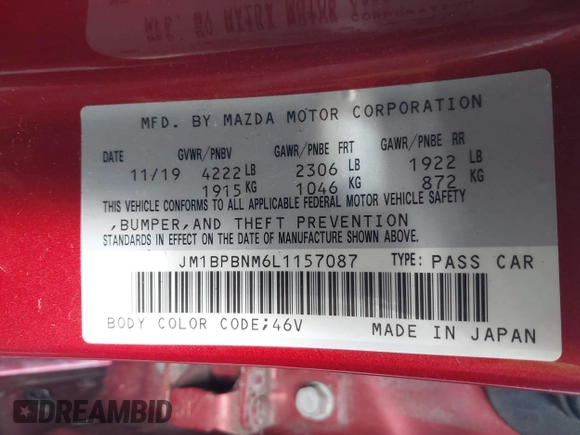 MFD. BY MAZDA MOTOR CORPORATION
DATE GVWR/PNBV GAWR/PNBE FRT GAWR/PNBE RR
11/19 4222 LB 2306 LB 1922 LB
1915 KG 1046 KG 872 KG
THIS VEHICLE CONFORMS TO ALL APPLICABLE FEDERAL MOTOR VEHICLE SAFETY
,BUMPER,AND THEFT PREVENTION
STANDARDS IN EFFECT ON THE DATE OF MANUFACTURE SHOWN ABOVE.
JM1BPBNM6L1157087 TYPE: PASS CAR
BODY COLOR CODE;46V MADE IN JAPAN
DREAMBID